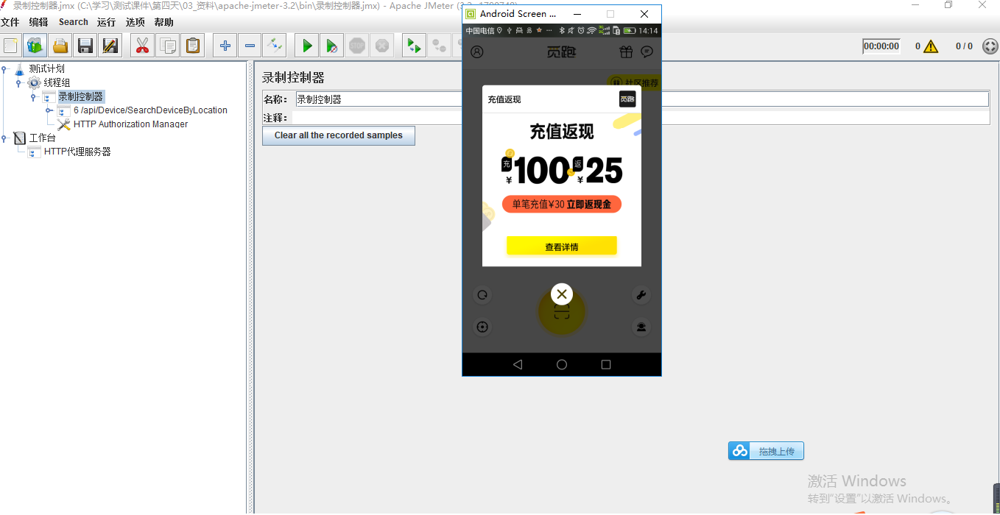 录制控制器.jmx (C:\学习\测试课件\第四天\03_资料\apache-jmeter-3.2\bin\录制控制器.jmx) - Apache JMeter (3.2
文件 编辑 Search 运行 选项 帮助
00:00:00 0 0 / 0
测试计划
线程组
录制控制器
6 /api/Device/SearchDeviceByLocation
HTTP Authorization Manager
工作台
HTTP代理服务器
录制控制器
名称： 录制控制器
注释：
Clear all the recorded samples
Android Screen ...
中国电信 14:14
觅跑
社区推荐
充值返现
觅跑
充值返现
充 ¥100 返 ¥25
单笔充值¥30 立即返现金
查看详情
拖拽上传
激活 Windows
转到"设置"以激活 Windows。